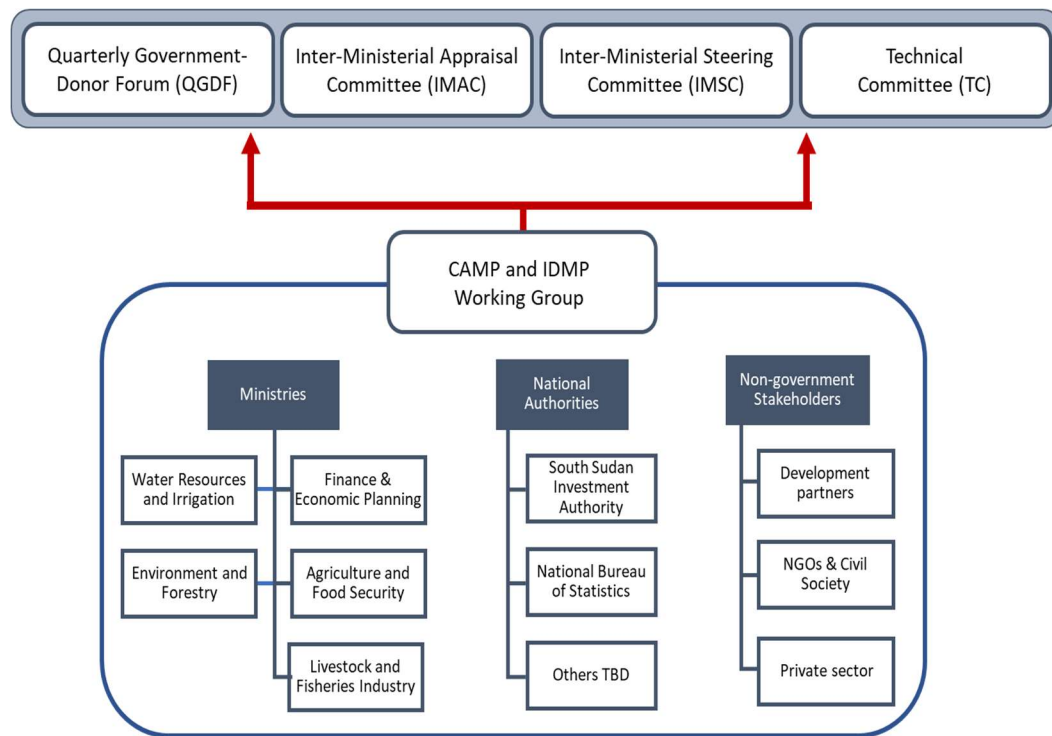 Quarterly Government-
Donor Forum (QGDF)
Inter-Ministerial Appraisal
Committee (IMAC)
Inter-Ministerial Steering
Committee (IMSC)
Technical
Committee (TC)
CAMP and IDMP
Working Group
Ministries
Water Resources
and Irrigation
Finance &
Economic Planning
Environment and
Forestry
Agriculture and
Food Security
Livestock and
Fisheries Industry
National
Authorities
South Sudan
Investment
Authority
National Bureau
of Statistics
Others TBD
Non-government
Stakeholders
Development
partners
NGOs & Civil
Society
Private sector